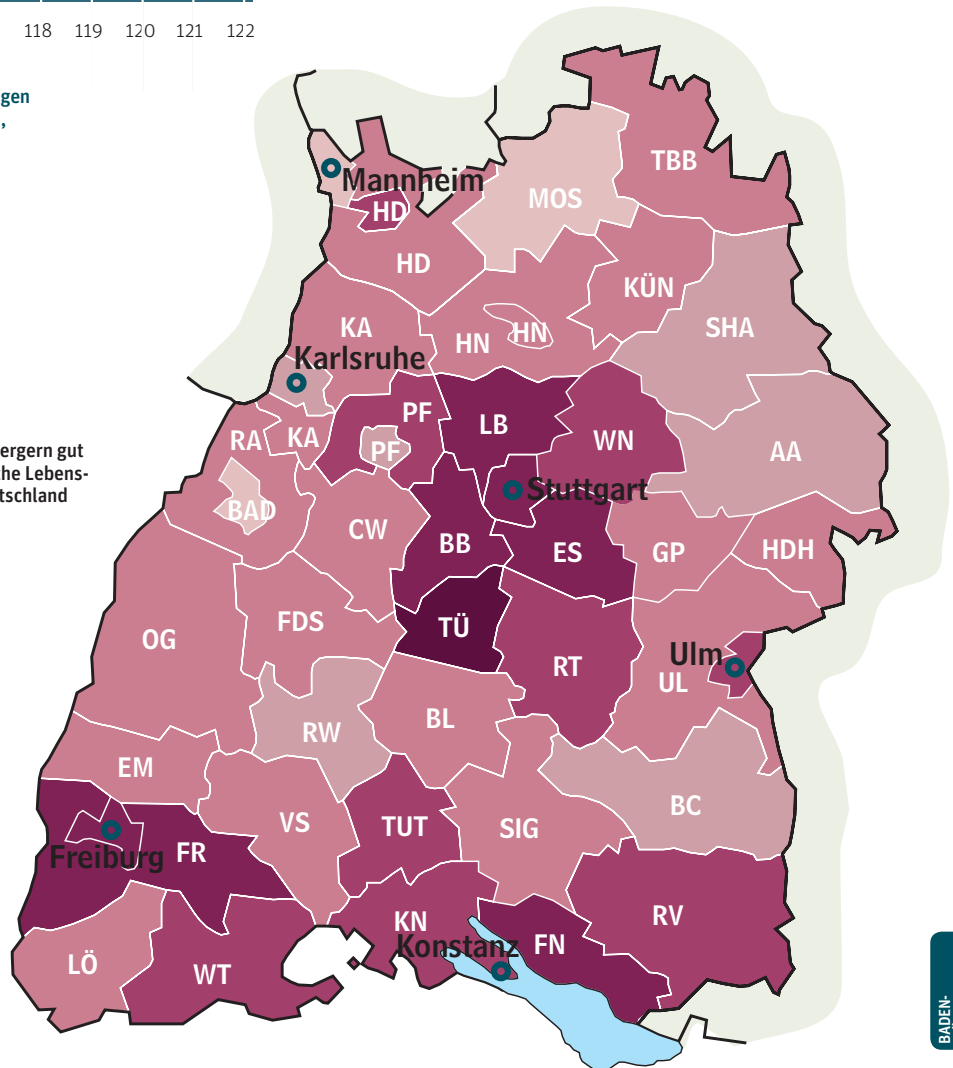 118 119 120 121 122
gen
,
ergern gut
che Lebens-
tschland
TBB
Mannheim
MOS
HD
HD
KÜN
KA
SHA
HN
HN
Karlsruhe
PF
LB
RA
KA
WN
PF
AA
Stuttgart
BAD
CW
BB
ES
GP
HDH
FDS
TÜ
OG
Ulm
RT
UL
BL
RW
EM
BC
VS
TUT
SIG
Freiburg
FR
KN
RV
Konstanz
FN
LÖ
WT
BADEN-